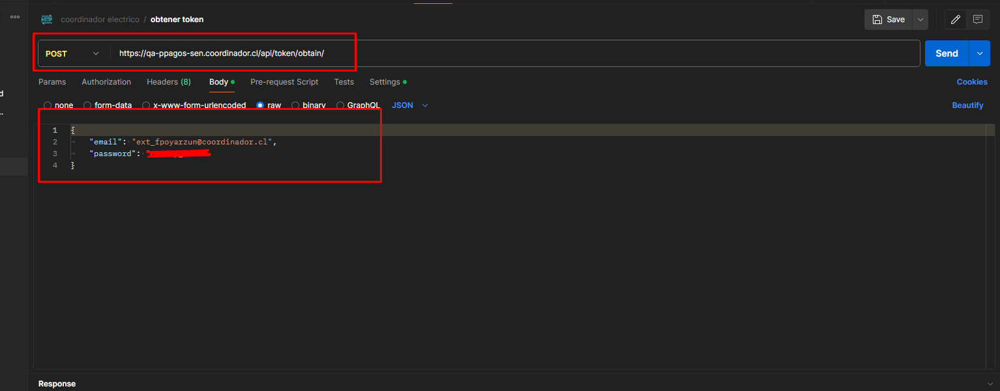 HTTP coordinador electrico / obtener token
Save
POST https://qa-ppagos-sen.coordinador.cl/api/token/obtain/
Send
Params Authorization Headers (8) Body Pre-request Script Tests Settings Cookies
none form-data x-www-form-urlencoded raw binary GraphQL JSON Beautify
1 {
2 "email": "ext_fpoyarzun@coordinador.cl",
3 "password":
4 }
Response